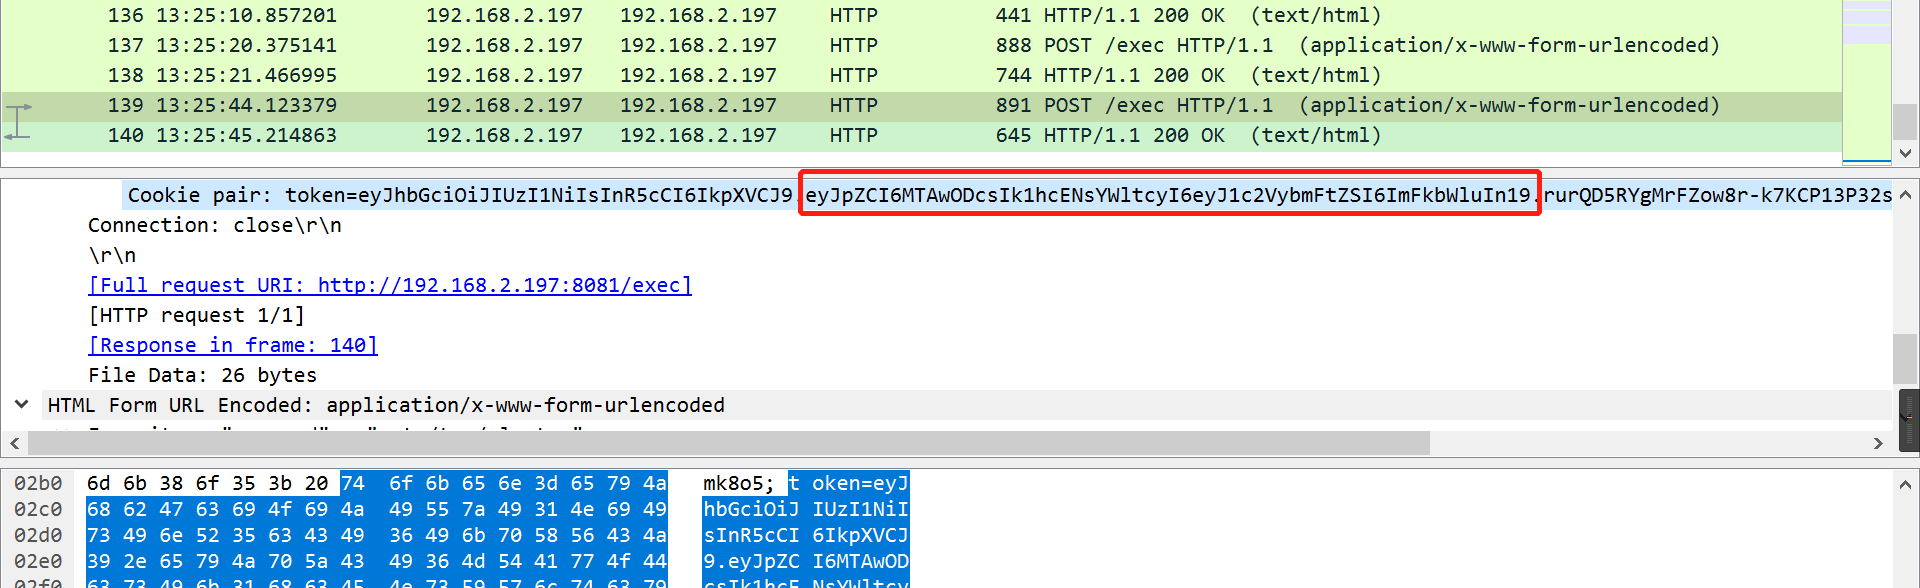 136 13:25:10.857201 192.168.2.197 192.168.2.197 HTTP 441 HTTP/1.1 200 OK (text/html)
137 13:25:20.375141 192.168.2.197 192.168.2.197 HTTP 888 POST /exec HTTP/1.1 (application/x-www-form-urlencoded)
138 13:25:21.466995 192.168.2.197 192.168.2.197 HTTP 744 HTTP/1.1 200 OK (text/html)
139 13:25:44.123379 192.168.2.197 192.168.2.197 HTTP 891 POST /exec HTTP/1.1 (application/x-www-form-urlencoded)
140 13:25:45.214863 192.168.2.197 192.168.2.197 HTTP 645 HTTP/1.1 200 OK (text/html)
Cookie pair: token=eyJhbGciOiJIUzI1NiIsInR5cCI6IkpXVCJ9.eyJpZCI6MTAwODcsIk1hcENsYWltcyI6eyJ1c2VybmFtZSI6ImFkbWluIn19.rurQD5RYgMrFZow8r-k7KCP13P32s
Connection: close\r\n
\r\n
[Full request URI: http://192.168.2.197:8081/exec]
[HTTP request 1/1]
[Response in frame: 140]
File Data: 26 bytes
HTML Form URL Encoded: application/x-www-form-urlencoded
02b0 6d 6b 38 6f 35 3b 20 74 6f 6b 65 6e 3d 65 79 4a mk8o5; t oken=eyJ
02c0 68 62 47 63 69 4f 69 4a 49 55 7a 49 31 4e 69 49 hbGciOiJ IUzI1NiI
02d0 73 49 6e 52 35 63 43 49 36 49 6b 70 58 56 43 4a sInR5cCI 6IkpXVCJ
02e0 39 2e 65 79 4a 70 5a 43 49 36 4d 54 41 77 4f 44 9.eyJpZC I6MTAwOD
02f0 63 73 49 6b 31 68 63 45 4e 73 59 57 6c 74 63 79 csIk1hcE NsYWltcy